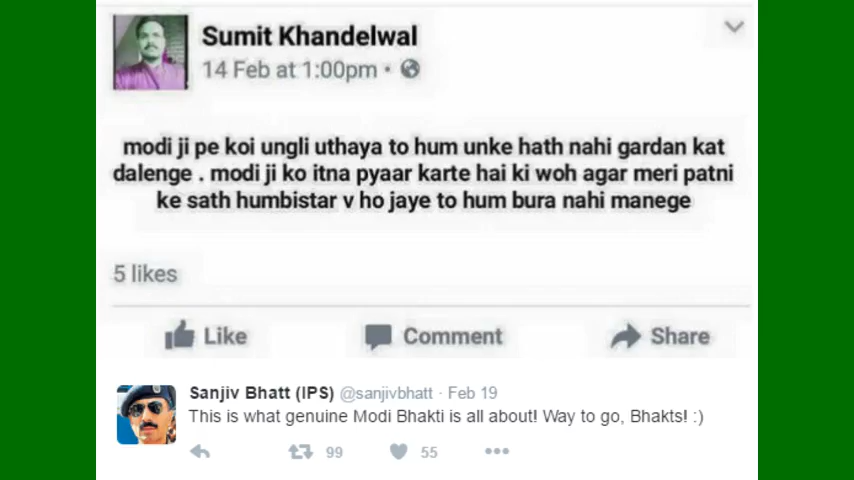 Sumit Khandelwal
14 Feb at 1:00pm •
modi ji pe koi ungli uthaya to hum unke hath nahi gardan kat
dalenge . modi ji ko itna pyaar karte hai ki woh agar meri patni
ke sath humbistar v ho jaye to hum bura nahi manege
5 likes
Like Comment Share
Sanjiv Bhatt (IPS) @sanjivbhatt · Feb 19
This is what genuine Modi Bhakti is all about! Way to go, Bhakts! :)
99 55